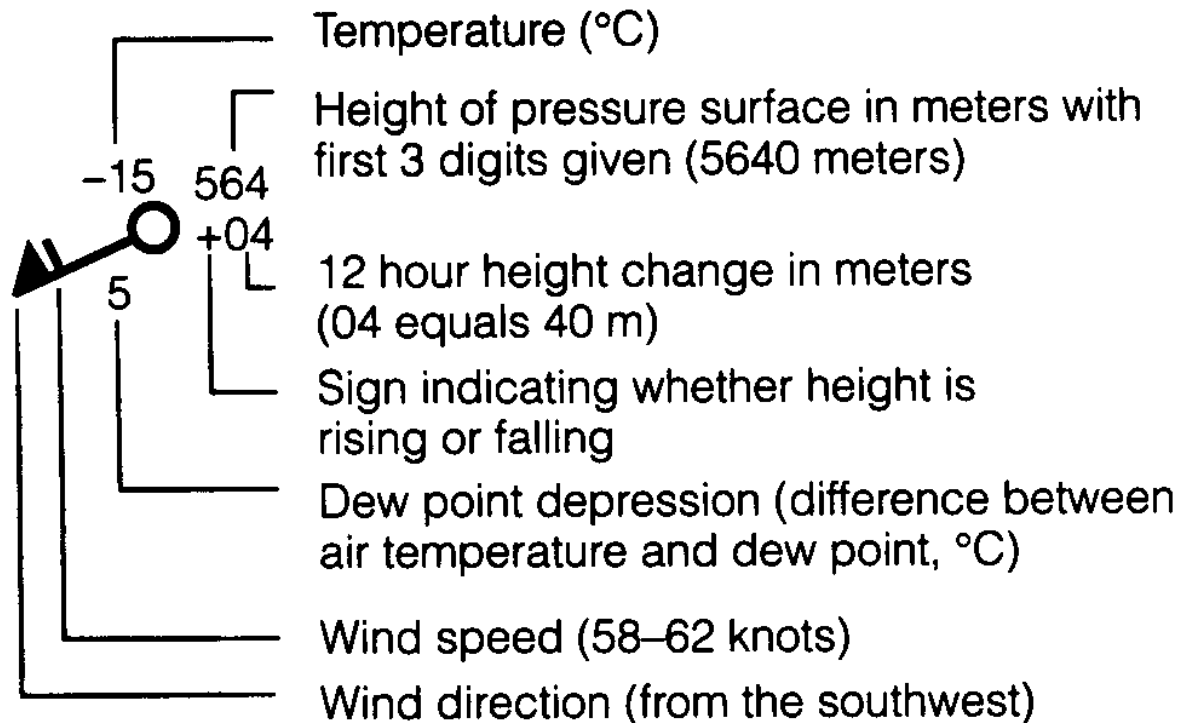 Temperature (°C)
Height of pressure surface in meters with
first 3 digits given (5640 meters)
–15 564
+04
5
12 hour height change in meters
(04 equals 40 m)
Sign indicating whether height is
rising or falling
Dew point depression (difference between
air temperature and dew point, °C)
Wind speed (58–62 knots)
Wind direction (from the southwest)